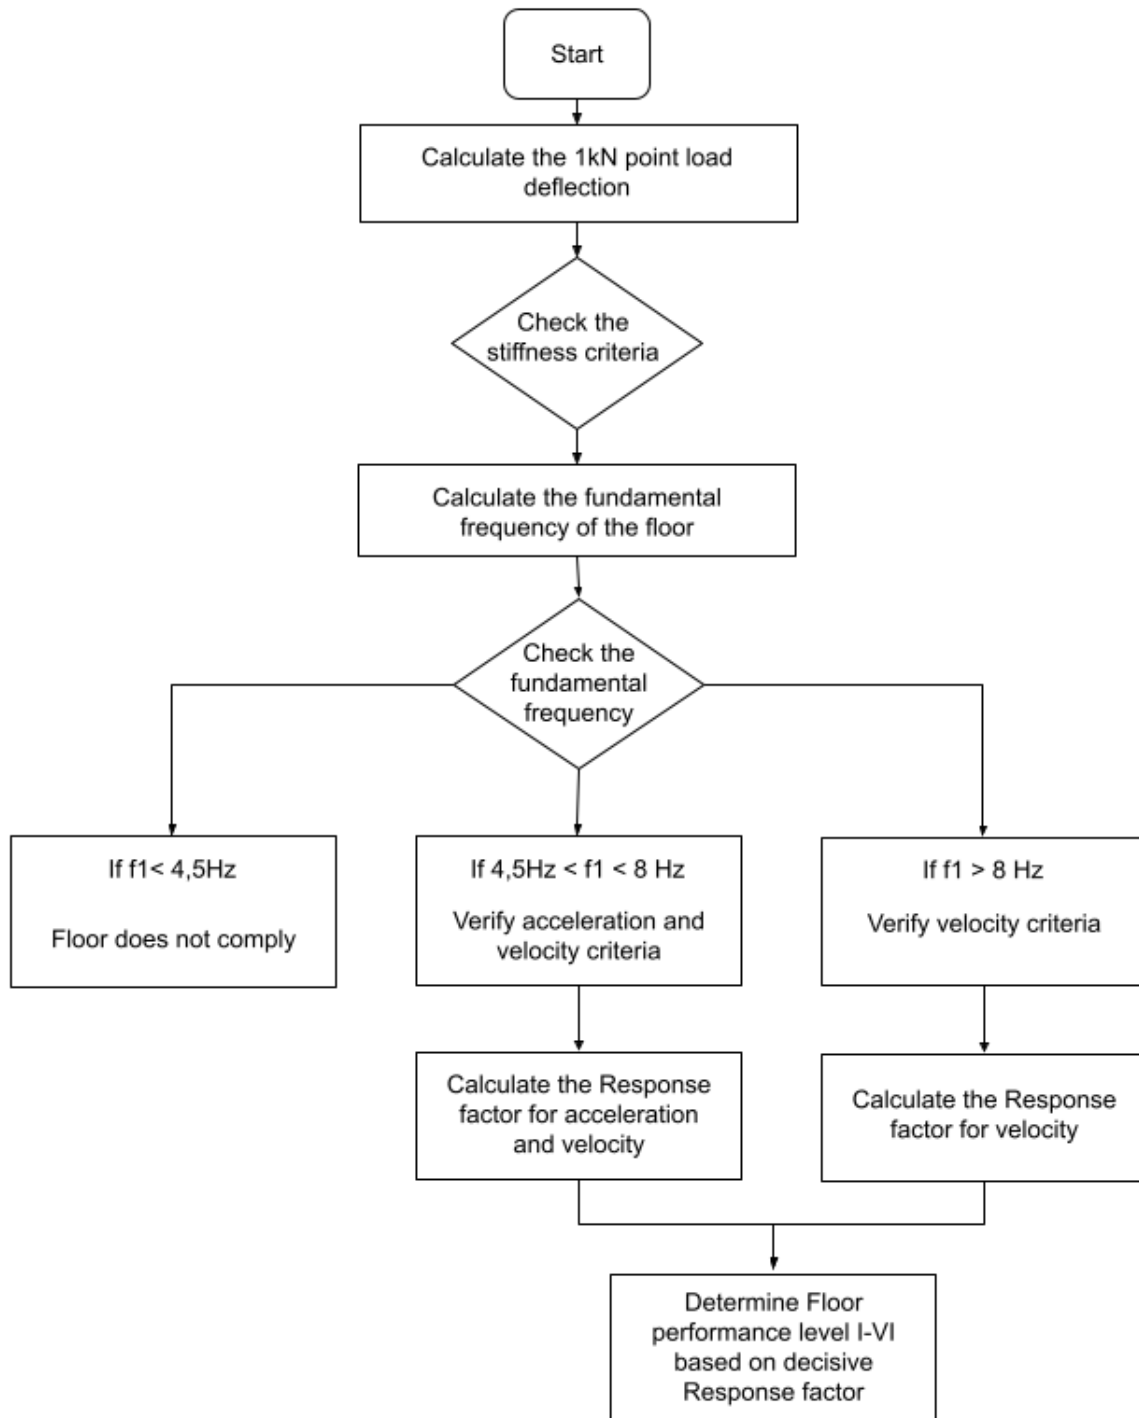 Start
Calculate the 1kN point load
deflection
Check the
stiffness criteria
Calculate the fundamental
frequency of the floor
Check the
fundamental
frequency
If f1< 4,5Hz
Floor does not comply
If 4,5Hz < f1 < 8 Hz
Verify acceleration and
velocity criteria
If f1 > 8 Hz
Verify velocity criteria
Calculate the Response
factor for acceleration
and velocity
Calculate the Response
factor for velocity
Determine Floor
performance level I-VI
based on decisive
Response factor